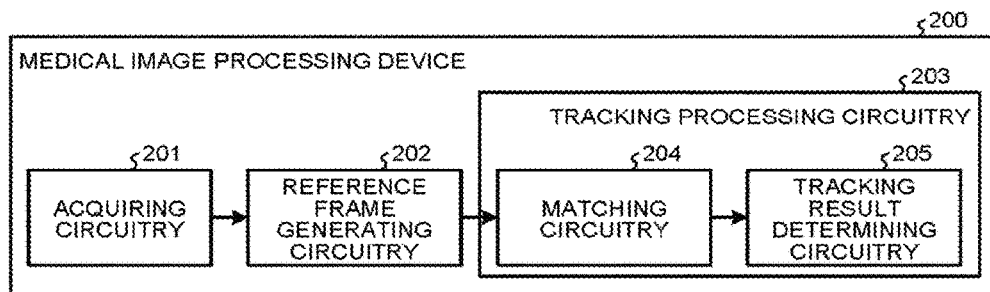 200
MEDICAL IMAGE PROCESSING DEVICE
203
TRACKING PROCESSING CIRCUITRY
201
ACQUIRING
CIRCUITRY
202
REFERENCE
FRAME
GENERATING
CIRCUITRY
204
MATCHING
CIRCUITRY
205
TRACKING
RESULT
DETERMINING
CIRCUITRY